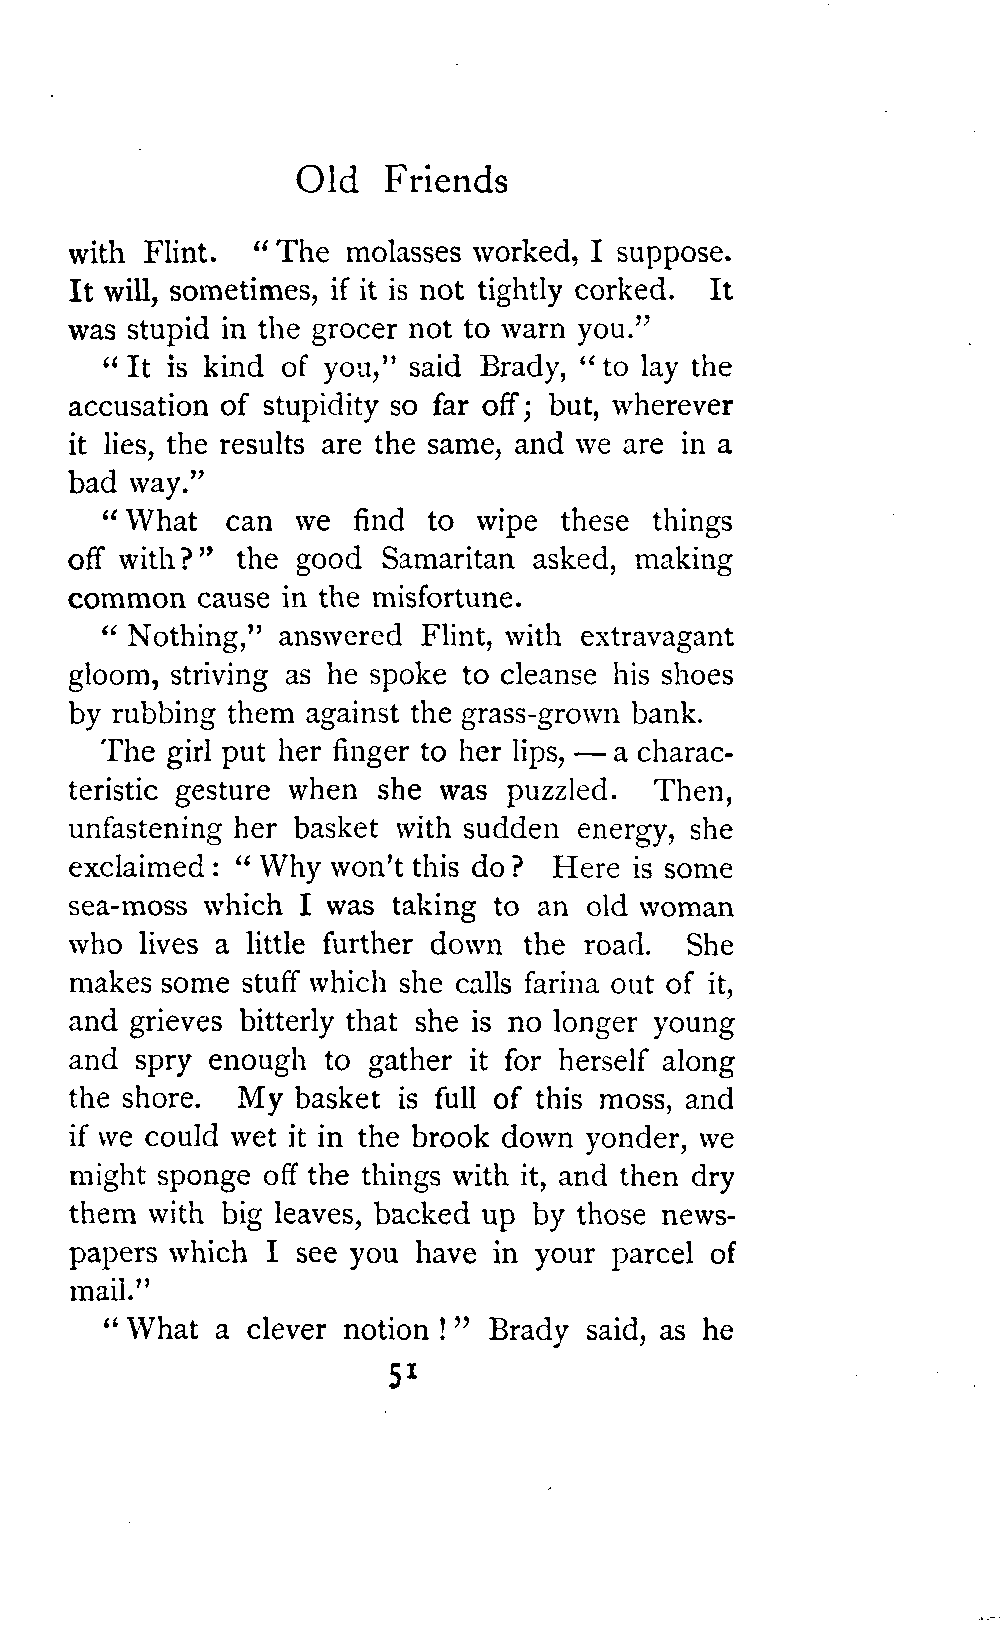 Old Friends
with Flint. “The molasses worked, I suppose.
It will, sometimes, if it is not tightly corked. It
was stupid in the grocer not to warn you.”
“It is kind of you,” said Brady, “to lay the
accusation of stupidity so far off; but, wherever
it lies, the results are the same, and we are in a
bad way.”
“What can we find to wipe these things
off with?” the good Samaritan asked, making
common cause in the misfortune.
“Nothing,” answered Flint, with extravagant
gloom, striving as he spoke to cleanse his shoes
by rubbing them against the grass-grown bank.
The girl put her finger to her lips, — a charac-
teristic gesture when she was puzzled. Then,
unfastening her basket with sudden energy, she
exclaimed: “Why won't this do? Here is some
sea-moss which I was taking to an old woman
who lives a little further down the road. She
makes some stuff which she calls farina out of it,
and grieves bitterly that she is no longer young
and spry enough to gather it for herself along
the shore. My basket is full of this moss, and
if we could wet it in the brook down yonder, we
might sponge off the things with it, and then dry
them with big leaves, backed up by those news-
papers which I see you have in your parcel of
mail.”
“What a clever notion!” Brady said, as he
51